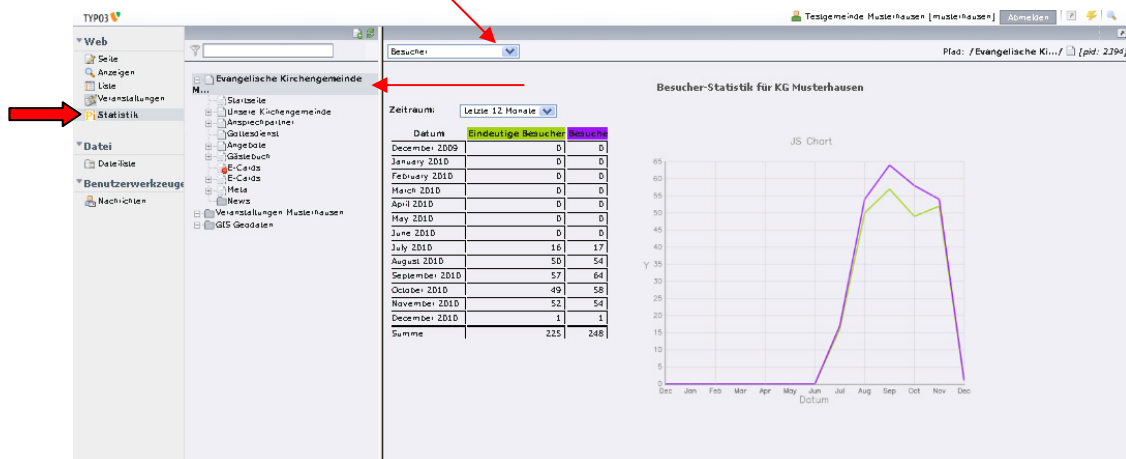 TYPO3
Testgemeinde Musterhausen [musterhausen] Abmelden
Web
Seite
Anzeigen
Liste
Veranstaltungen
Statistik
Datei
Dateiliste
Benutzerwerkzeuge
Nachrichten
Evangelische Kirchengemeinde
M...
Startseite
Unsere Kirchengemeinde
Ansprechpartner
Gottesdienst
Angebote
Gästebuch
E-Cards
E-Cards
Meta
News
Veranstaltungen Musterhausen
GIS Geodaten
Besucher
Pfad: /Evangelische Ki.../ [pid: 2394]
Besucher-Statistik für KG Musterhausen
Zeitraum: Letzte 12 Monate
Datum Eindeutige Besucher Besuche
December 2009 0 0
January 2010 0 0
February 2010 0 0
March 2010 0 0
April 2010 0 0
May 2010 0 0
June 2010 0 0
July 2010 16 17
August 2010 50 54
September 2010 57 64
October 2010 49 58
November 2010 52 54
December 2010 1 1
Summe 225 248
JS Chart
65
60
55
50
45
40
Y 35
30
25
20
15
10
5
0
Dec Jan Feb Mar Apr May Jun Jul Aug Sep Oct Nov Dec
Datum